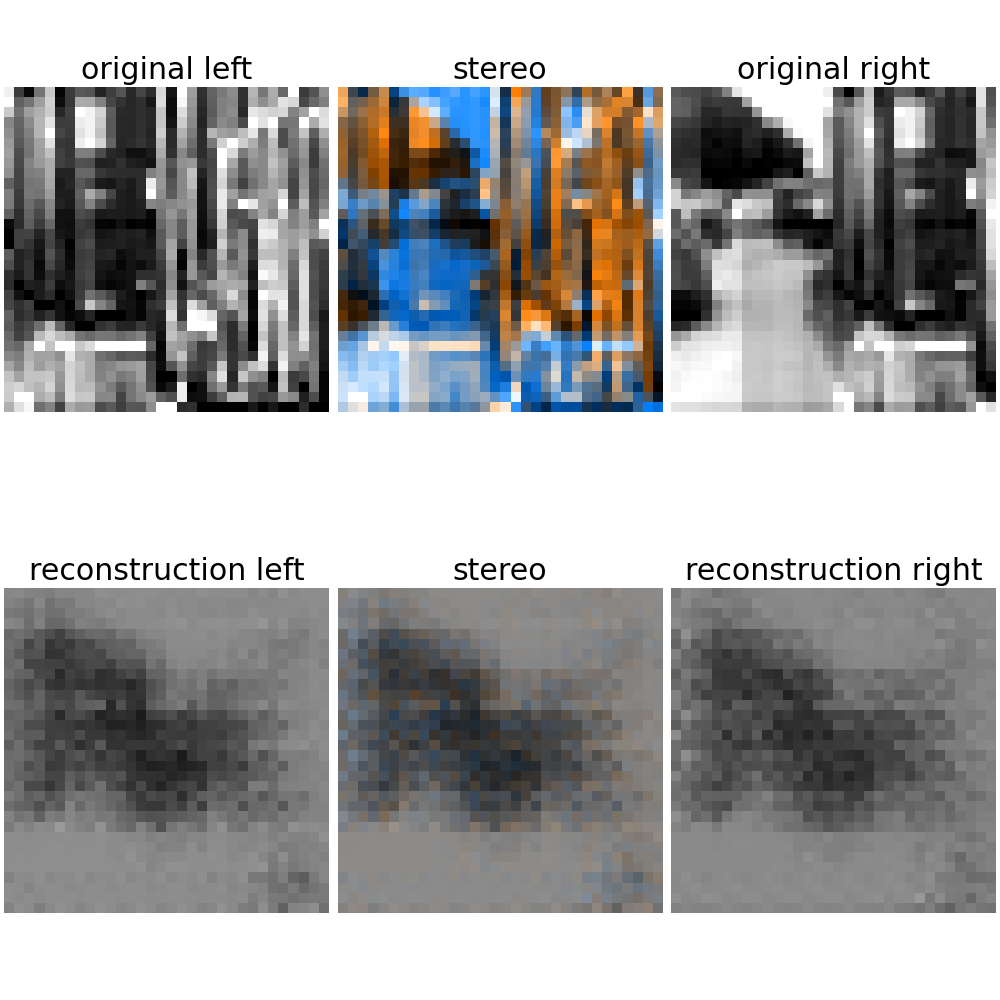 original left
stereo
original right
reconstruction left
stereo
reconstruction right